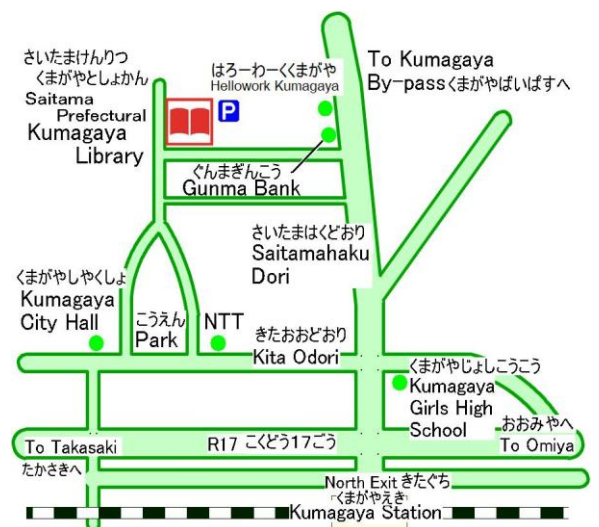 さいたまけんりつ
くまがやとしょかん
Saitama
Prefectural
Kumagaya
Library
P
はろーわーくくまがや
Hellowork Kumagaya
To Kumagaya
By-passくまがやばいぱすへ
ぐんまぎんこう
Gunma Bank
さいたまはくどおり
Saitamahaku
Dori
くまがやしやくしょ
Kumagaya
City Hall
こうえん
Park
NTT
きたおおどおり
Kita Odori
くまがやじょしこうこう
Kumagaya
Girls High
School
おおみやへ
To Omiya
To Takasaki
たかさきへ
R17 こくどう17ごう
North Exit きたぐち
くまがやえき
Kumagaya Station